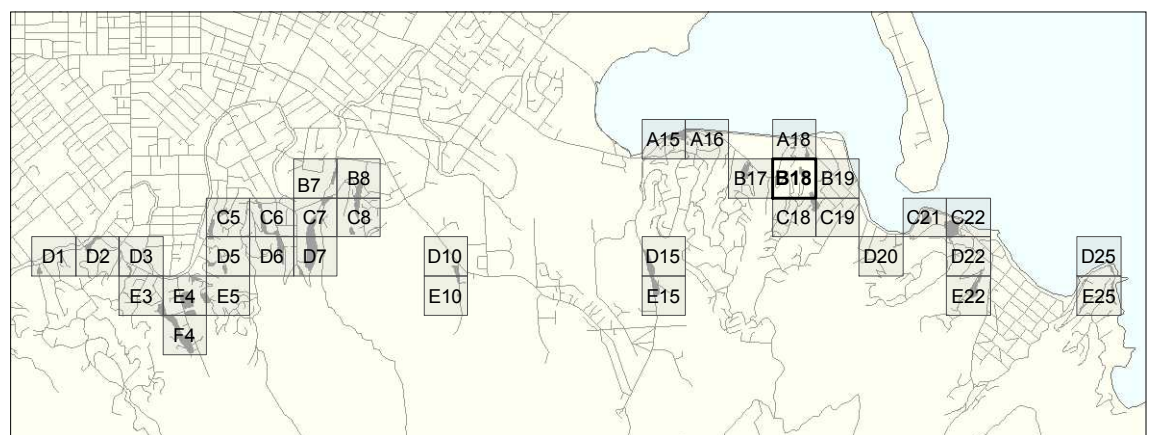 A15 A16 A18
B7 B8 B17 B18 B19
C5 C6 C7 C8 C18 C19 C21 C22
D1 D2 D3 D5 D6 D7 D10 D15 D20 D22 D25
E3 E4 E5 E10 E15 E22 E25
F4